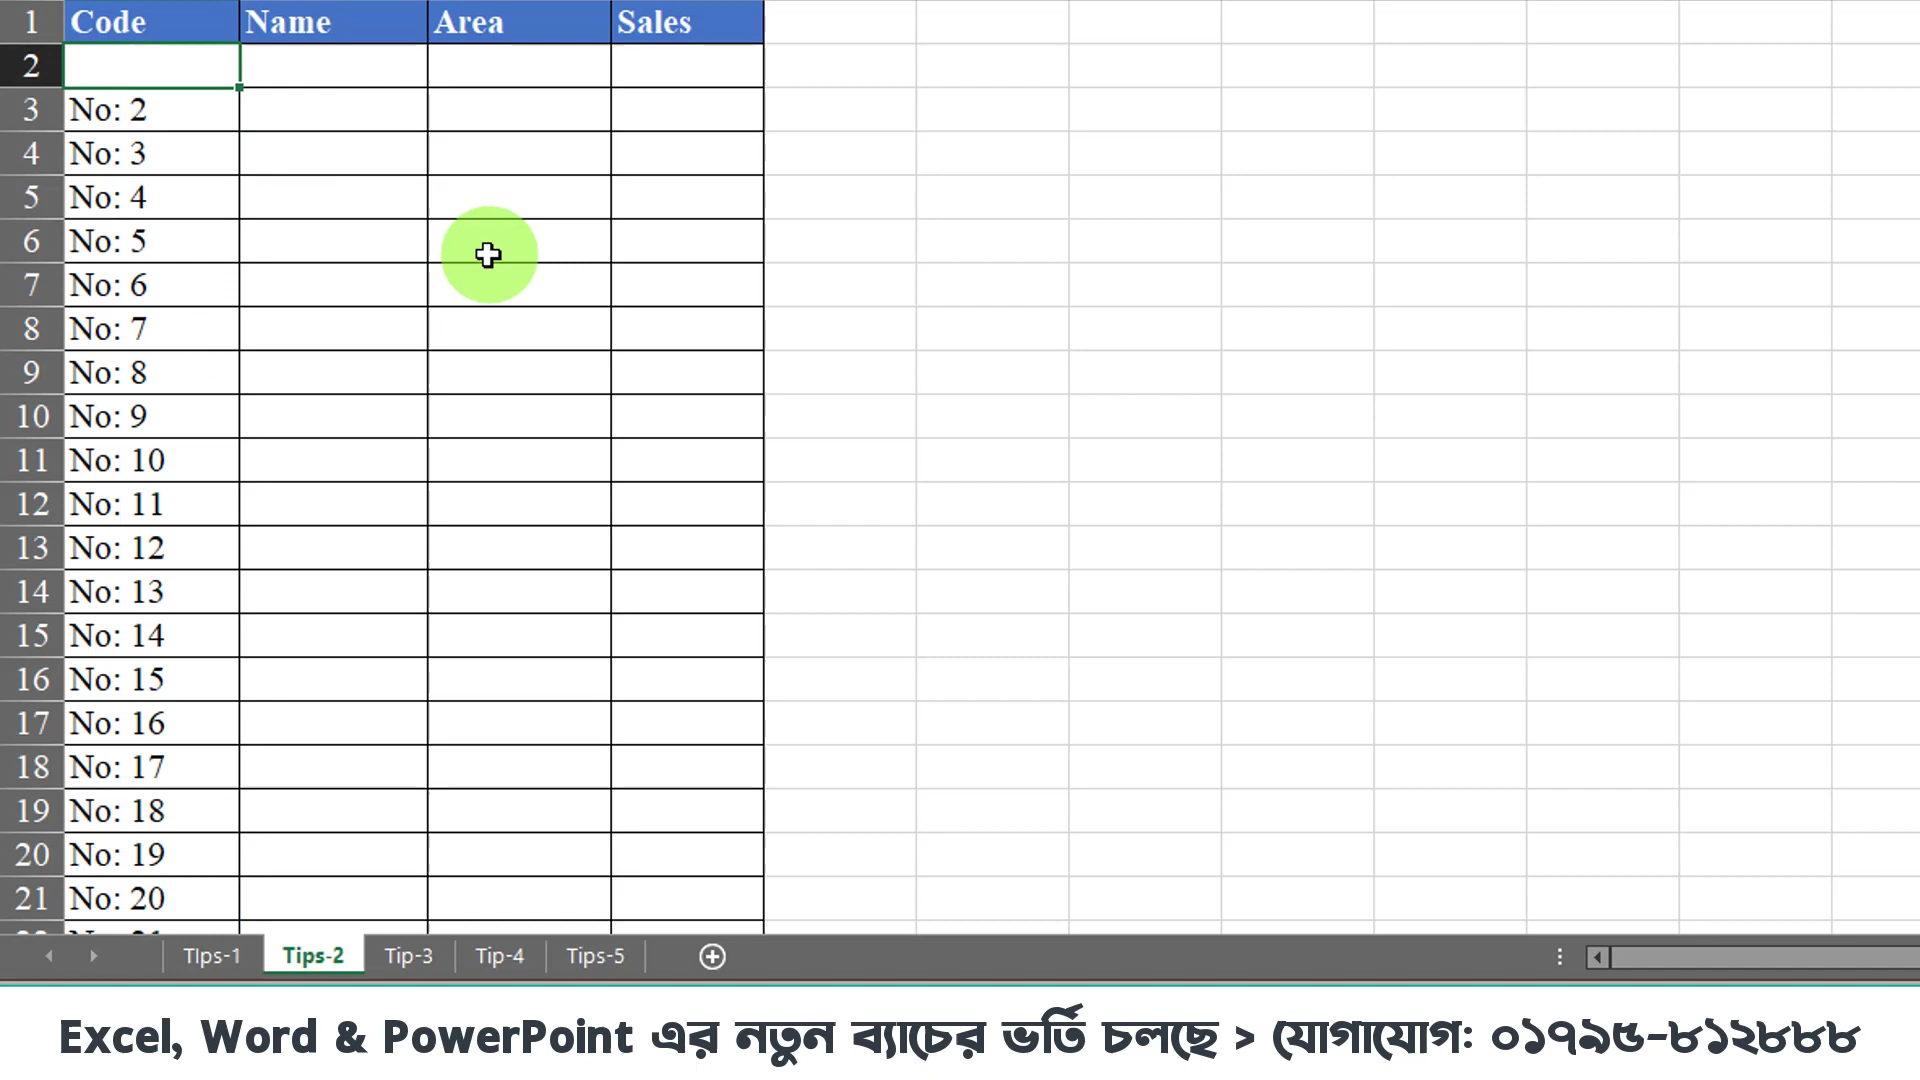 1 Code Name Area Sales
2
3 No: 2
4 No: 3
5 No: 4
6 No: 5
7 No: 6
8 No: 7
9 No: 8
10 No: 9
11 No: 10
12 No: 11
13 No: 12
14 No: 13
15 No: 14
16 No: 15
17 No: 16
18 No: 17
19 No: 18
20 No: 19
21 No: 20
TIps-1 Tips-2 Tip-3 Tip-4 Tips-5
Excel, Word & PowerPoint এর নতুন ব্যাচের ভর্তি চলছে > যোগাযোগ: ০১৭৯৫-৮১২৮৮৮